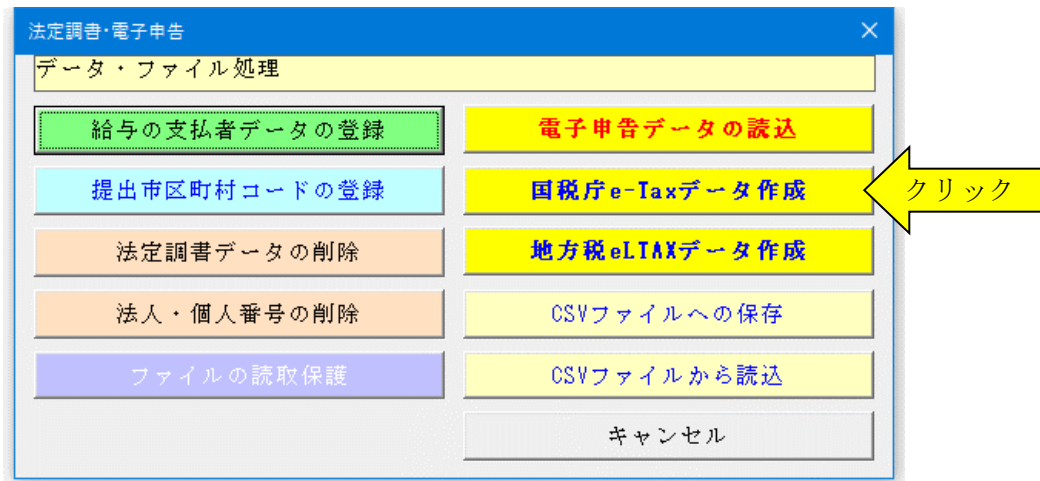 法定調書・電子申告
データ・ファイル処理
給与の支払者データの登録
電子申告データの読込
提出市区町村コードの登録
国税庁e-Taxデータ作成
クリック
法定調書データの削除
地方税eLTAXデータ作成
法人・個人番号の削除
CSVファイルへの保存
ファイルの読取保護
CSVファイルから読込
キャンセル